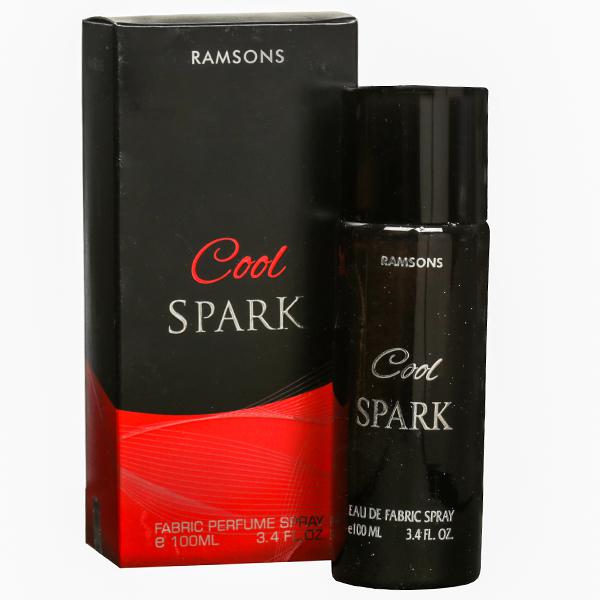 RAMSONS
Cool
SPARK
FABRIC PERFUME SPRAY
e 100ML 3.4 FL. OZ.
RAMSONS
Cool
SPARK
EAU DE FABRIC SPRAY
e100 ML 3.4 FL. OZ.